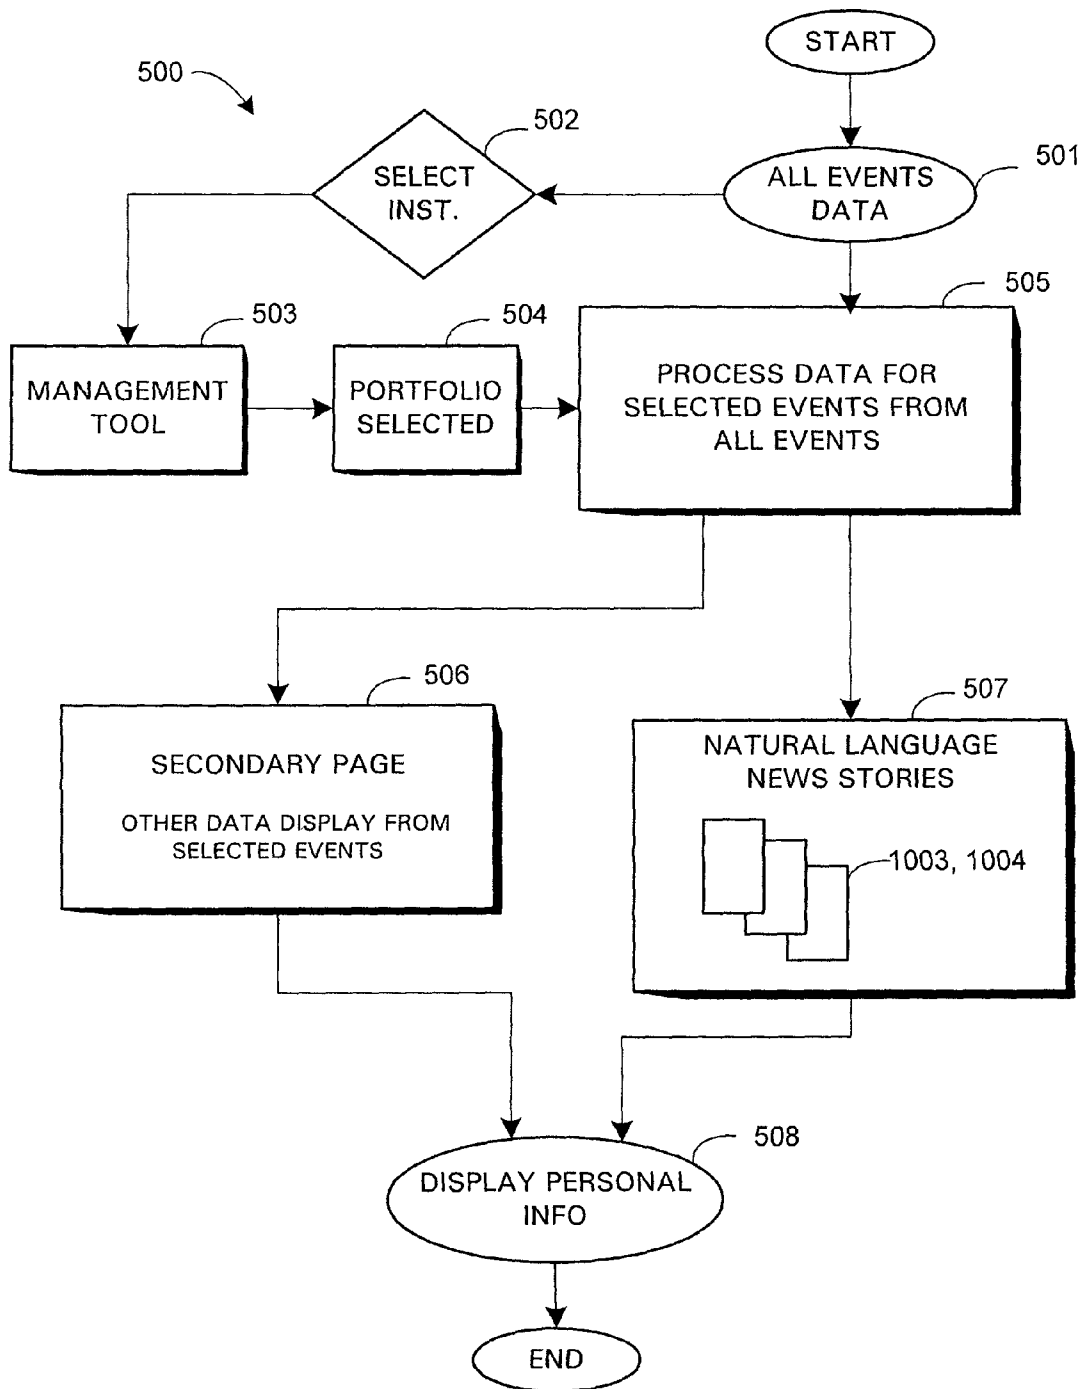 START
500
502
SELECT
INST.
ALL EVENTS
DATA
501
503
MANAGEMENT
TOOL
504
PORTFOLIO
SELECTED
505
PROCESS DATA FOR
SELECTED EVENTS FROM
ALL EVENTS
506
SECONDARY PAGE
OTHER DATA DISPLAY FROM
SELECTED EVENTS
507
NATURAL LANGUAGE
NEWS STORIES
1003, 1004
508
DISPLAY PERSONAL
INFO
END